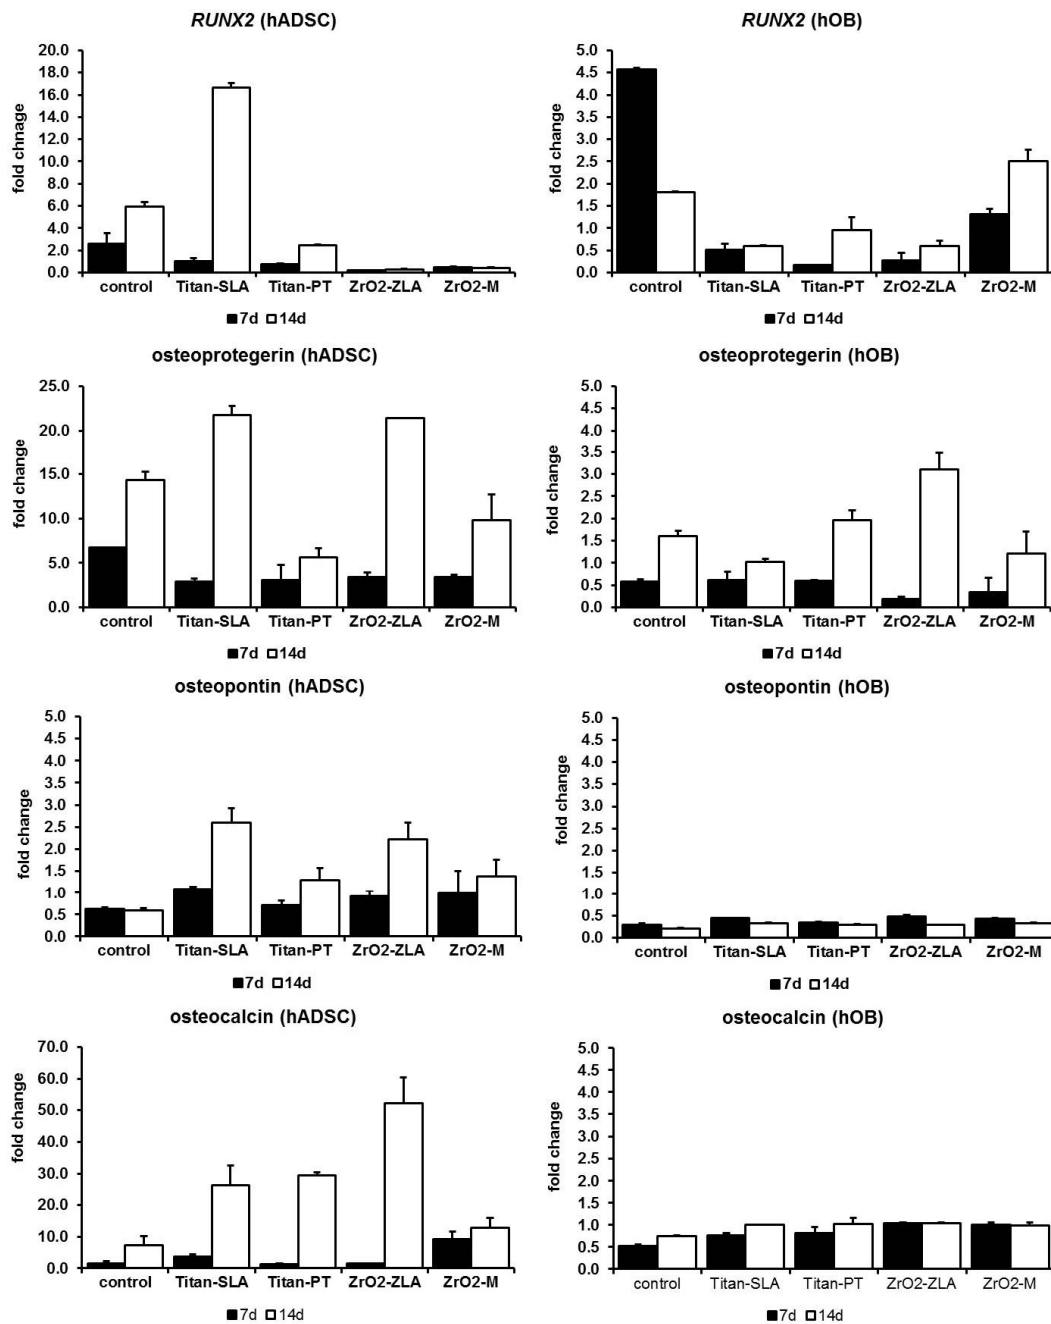 RUNX2 (hADSC)
fold chnage
20.0
18.0
16.0
14.0
12.0
10.0
8.0
6.0
4.0
2.0
0.0
control Titan-SLA Titan-PT ZrO2-ZLA ZrO2-M
7d 14d
RUNX2 (hOB)
fold change
5.0
4.5
4.0
3.5
3.0
2.5
2.0
1.5
1.0
0.5
0.0
control Titan-SLA Titan-PT ZrO2-ZLA ZrO2-M
7d 14d
osteoprotegerin (hADSC)
fold change
25.0
20.0
15.0
10.0
5.0
0.0
control Titan-SLA Titan-PT ZrO2-ZLA ZrO2-M
7d 14d
osteoprotegerin (hOB)
fold change
5.0
4.5
4.0
3.5
3.0
2.5
2.0
1.5
1.0
0.5
0.0
control Titan-SLA Titan-PT ZrO2-ZLA ZrO2-M
7d 14d
osteopontin (hADSC)
fold change
5.0
4.5
4.0
3.5
3.0
2.5
2.0
1.5
1.0
0.5
0.0
control Titan-SLA Titan-PT ZrO2-ZLA ZrO2-M
7d 14d
osteopontin (hOB)
fold change
5.0
4.5
4.0
3.5
3.0
2.5
2.0
1.5
1.0
0.5
0.0
control Titan-SLA Titan-PT ZrO2-ZLA ZrO2-M
7d 14d
osteocalcin (hADSC)
fold change
70.0
60.0
50.0
40.0
30.0
20.0
10.0
0.0
control Titan-SLA Titan-PT ZrO2-ZLA ZrO2-M
7d 14d
osteocalcin (hOB)
fold change
5.0
4.5
4.0
3.5
3.0
2.5
2.0
1.5
1.0
0.5
0.0
control Titan-SLA Titan-PT ZrO2-ZLA ZrO2-M
7d 14d